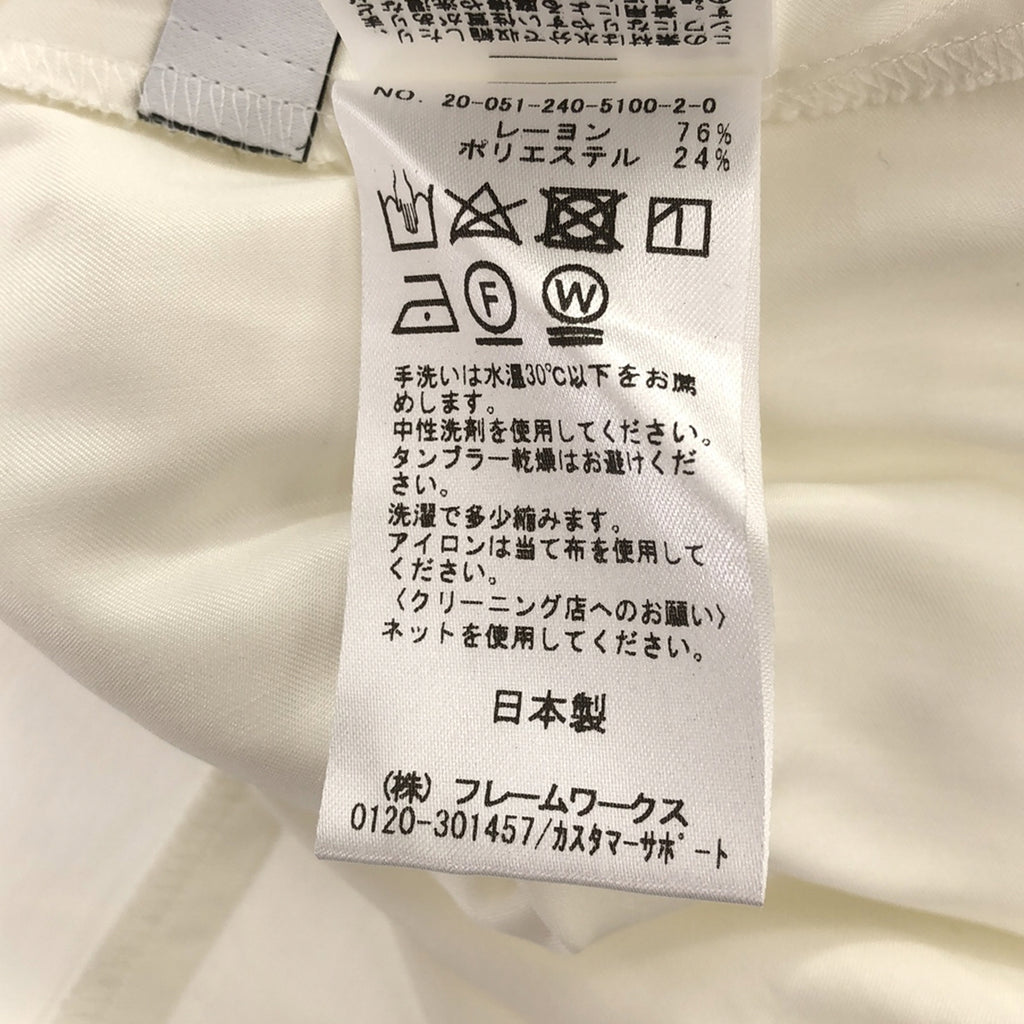 NO. 20-051-240-5100-2-0
レーヨン 76%
ポリエステル 24%
F W
手洗いは水温30℃以下をお薦
めします。
中性洗剤を使用してください。
タンブラー乾燥はお避けくだ
さい。
洗濯で多少縮みます。
アイロンは当て布を使用して
ください。
〈クリーニング店へのお願い〉
ネットを使用してください。
日本製
(株) フレームワークス
0120-301457/カスタマーサポート